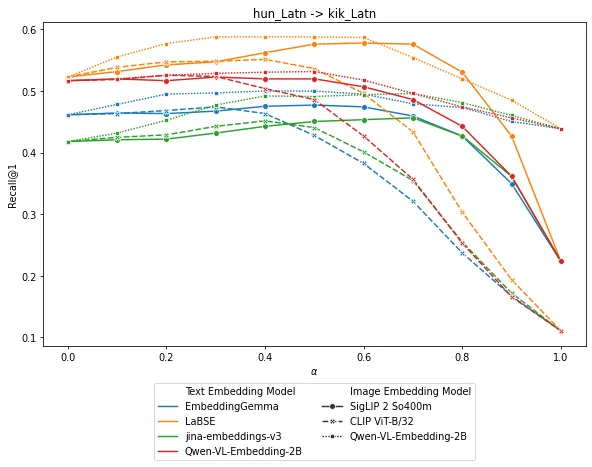 hun_Latn -> kik_Latn
Recall@1
0.6
0.5
0.4
0.3
0.2
0.1
0.0 0.2 0.4 0.6 0.8 1.0
α
Text Embedding Model Image Embedding Model
EmbeddingGemma SigLIP 2 So400m
LaBSE CLIP ViT-B/32
jina-embeddings-v3 Qwen-VL-Embedding-2B
Qwen-VL-Embedding-2B